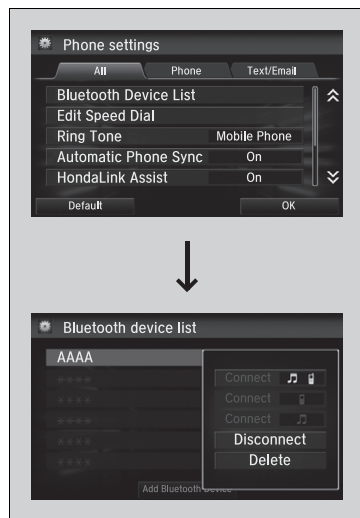 Phone settings
All Phone Text/Email
Bluetooth Device List
Edit Speed Dial
Ring Tone Mobile Phone
Automatic Phone Sync On
HondaLink Assist On
Default OK
Bluetooth device list
AAAA
****
Connect
****
Connect
****
Connect
****
Disconnect
****
Delete
Add Bluetooth Device